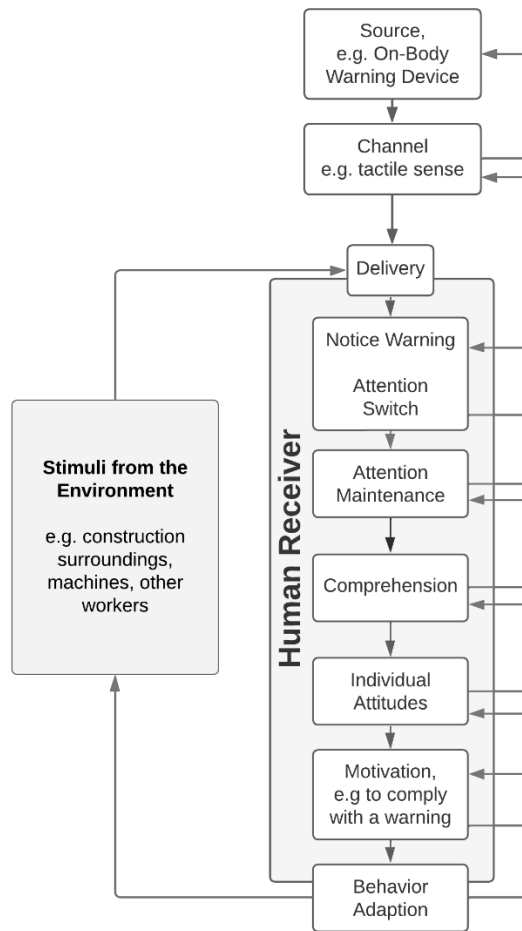 Source,
e.g. On-Body
Warning Device
Channel
e.g. tactile sense
Delivery
Notice Warning
Attention
Switch
Attention
Maintenance
Comprehension
Individual
Attitudes
Motivation,
e.g to comply
with a warning
Behavior
Adaption
Human Receiver
Stimuli from the
Environment
e.g. construction
surroundings,
machines, other
workers